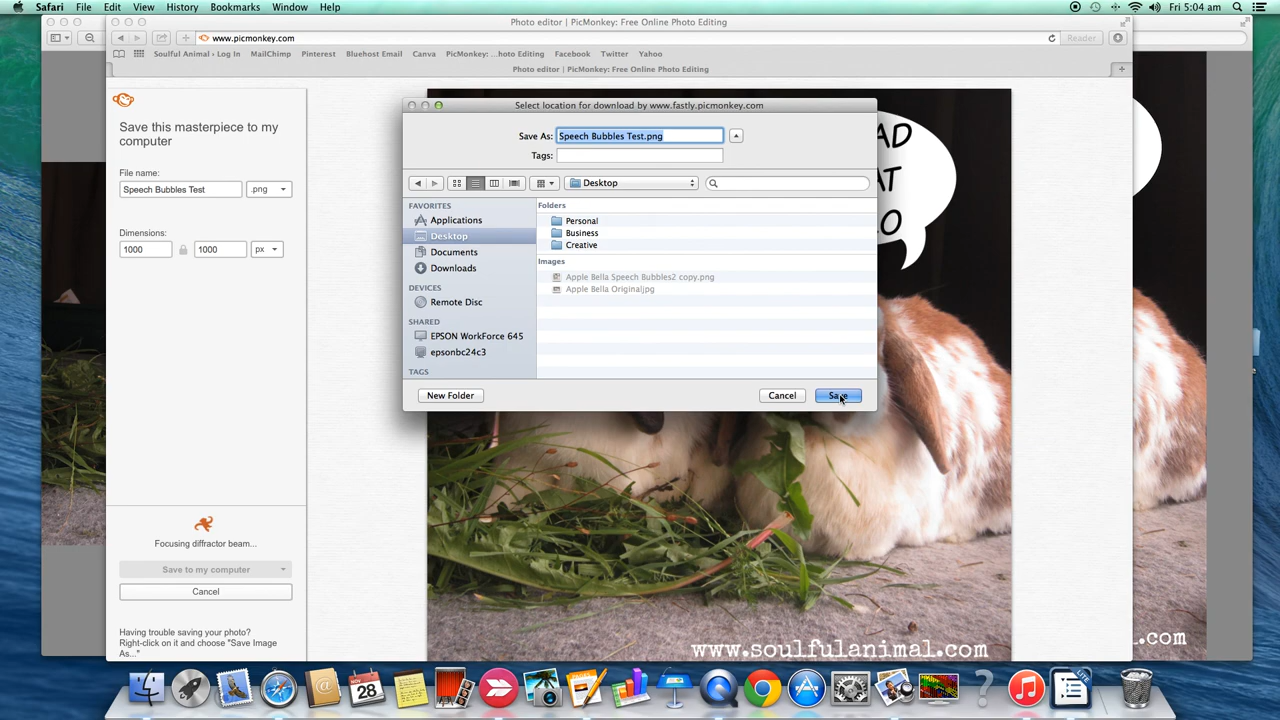 Safari File Edit View History Bookmarks Window Help Fri 5:04 am
Photo editor | PicMonkey: Free Online Photo Editing
www.picmonkey.com Reader
Soulful Animal › Log In MailChimp Pinterest Bluehost Email Canva PicMonkey: ...hoto Editing Facebook Twitter Yahoo
Photo editor | PicMonkey: Free Online Photo Editing
Save this masterpiece to my
computer
File name:
Speech Bubbles Test .png
Dimensions:
1000 1000 px
Focusing diffractor beam...
Save to my computer
Cancel
Having trouble saving your photo?
Right-click on it and choose "Save Image
As..."
Select location for download by www.fastly.picmonkey.com
Save As: Speech Bubbles Test.png
Tags:
Desktop
FAVORITES
Applications
Desktop
Documents
Downloads
DEVICES
Remote Disc
SHARED
EPSON WorkForce 645
epsonbc24c3
TAGS
Folders
Personal
Business
Creative
Images
Apple Bella Speech Bubbles2 copy.png
Apple Bella Originaljpg
New Folder Cancel Save
AD
AT
O
www.soulfulanimal.com
.com
NOV
28